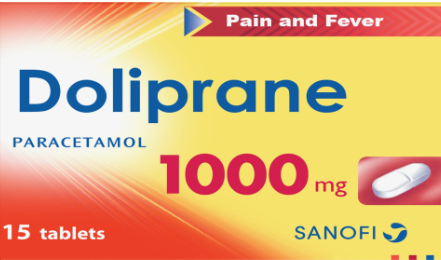 Pain and Fever
Doliprane
PARACETAMOL
1000 mg
15 tablets
SANOFI